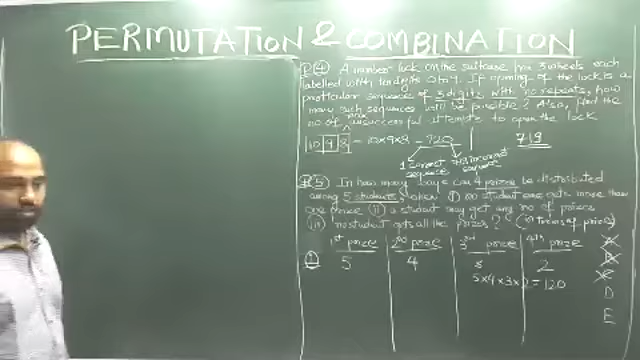 PERMUTATION & COMBINATION
Q4 A number lock on the suitcase has 3 wheels each
labelled with ten digits 0 to 9. If opening of the lock is a
particular sequence of 3 digits with no repeats, how
many such sequences will be possible? Also, find the
no of unsuccessful attempts to open the lock
10 9 8 = 10×9×8 = 720 719
1 correct sequence 719 incorrect sequence
Q5 In how many ways can 4 prizes be distributed
among 5 students, when (i) no student gets more than
one prize (ii) a student may get any no of prizes
(iii) no student gets all the prizes? (in terms of prize)
1st prize 2nd prize 3rd prize 4th prize A
(i) 5 4 3 2 B
5×4×3×2=120 C
D
E